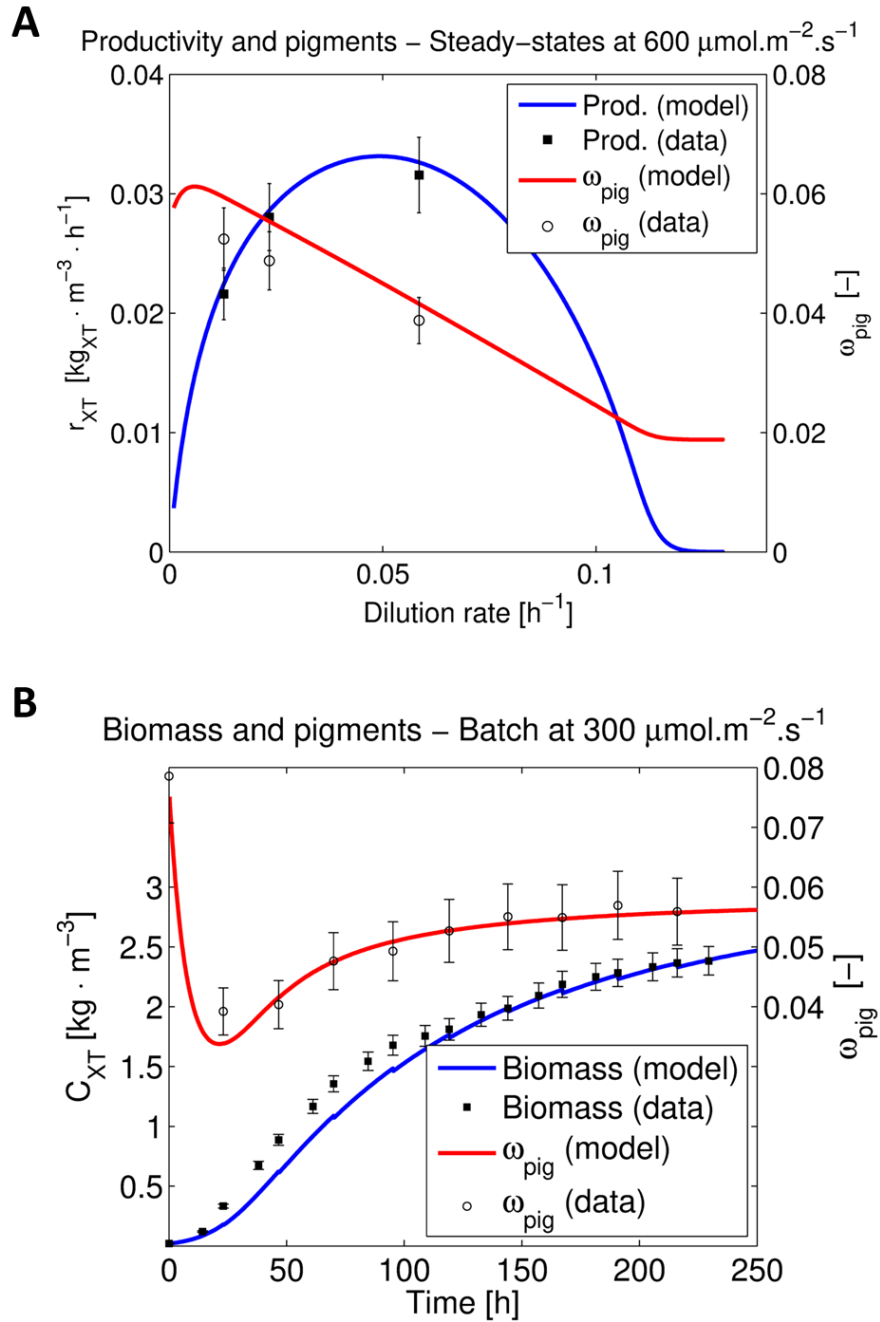 A
Productivity and pigments − Steady−states at 600 μmol.m⁻².s⁻¹
0.04
0.03
0.02
0.01
0
r_XT [kg_XT · m⁻³ · h⁻¹]
0.08
0.06
0.04
0.02
0
ω_pig [−]
Prod. (model)
Prod. (data)
ω_pig (model)
ω_pig (data)
0 0.05 0.1
Dilution rate [h⁻¹]
B
Biomass and pigments − Batch at 300 μmol.m⁻².s⁻¹
3
2.5
2
1.5
1
0.5
C_XT [kg · m⁻³]
0.08
0.07
0.06
0.05
0.04
ω_pig [−]
Biomass (model)
Biomass (data)
ω_pig (model)
ω_pig (data)
0 50 100 150 200 250
Time [h]